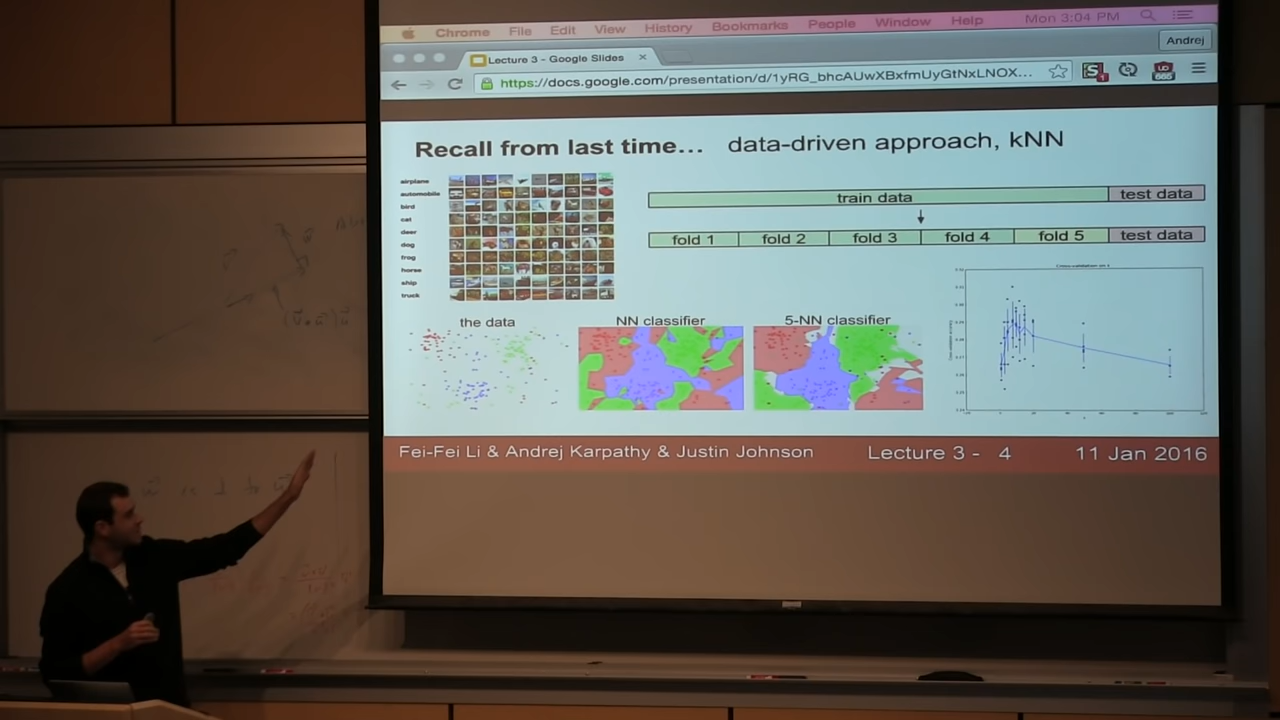 Chrome File Edit View History Bookmarks People Window Help Mon 3:04 PM
Lecture 3 - Google Slides
Andrej
https://docs.google.com/presentation/d/1yRG_bhcAUwXBxfmUyGtNxLNOX...
Recall from last time... data-driven approach, kNN
airplane
automobile
bird
cat
deer
dog
frog
horse
ship
truck
train data test data
fold 1 fold 2 fold 3 fold 4 fold 5 test data
the data NN classifier 5-NN classifier
Fei-Fei Li & Andrej Karpathy & Justin Johnson Lecture 3 - 4 11 Jan 2016